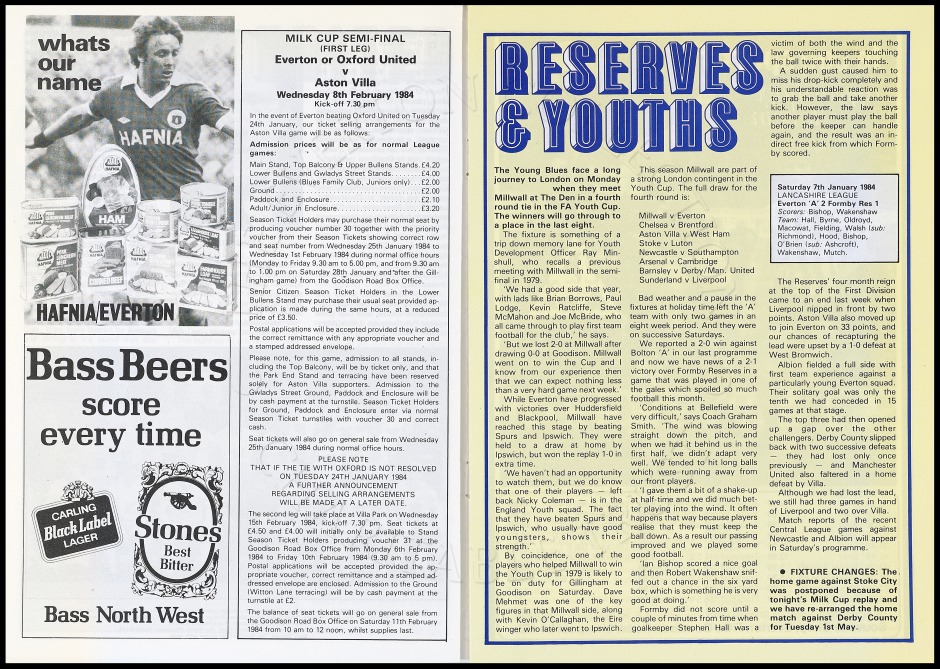 whats
our
name
HAFNIA
HAM
HAFNIA/EVERTON
Bass Beers
score
every time
CARLING
Black Label
LAGER
Stones
Best
Bitter
Bass North West
MILK CUP SEMI-FINAL
(FIRST LEG)
Everton or Oxford United
v
Aston Villa
Wednesday 8th February 1984
Kick-off 7.30 pm
In the event of Everton beating Oxford United on Tuesday
24th January, our ticket selling arrangements for the
Aston Villa game will be as follows:
Admission prices will be as for normal League
games:
Main Stand, Top Balcony & Upper Bullens Stands. £4.20
Lower Bullens and Gwladys Street Stands. . . . . . . . £4.00
Lower Bullens (Blues Family Club, Juniors only). . . £2.00
Ground. . . . . . . . . . . . . . . . . . . . . . . . . . £2.00
Paddock and Enclosure. . . . . . . . . . . . . . . . . £2.10
Adult/Junior in Enclosure. . . . . . . . . . . . . . . . £3.20
Season Ticket Holders may purchase their normal seat by
producing voucher number 30 together with the priority
voucher from their Season Tickets showing correct row
and seat number from Wednesday 25th January 1984 to
Wednesday 1st February 1984 during normal office hours
(Monday to Friday 9.30 am to 5.00 pm, and from 9.30 am
to 1.00 pm on Saturday 28th January and after the Gill-
ingham game) from the Goodison Road Box Office.
Senior Citizen Season Ticket Holders in the Lower
Bullens Stand may purchase their usual seat provided ap-
plication is made during the same hours, at a reduced
price of £3.50.
Postal applications will be accepted provided they include
the correct remittance with any appropriate voucher and
a stamped addressed envelope.
Please note, for this game, admission to all stands, in-
cluding the Top Balcony, will be by ticket only, and that
the Park End Stand and terracing have been reserved
solely for Aston Villa supporters. Admission to the
Gwladys Street Ground, Paddock and Enclosure will be
by cash payment at the turnstile. Season Ticket Holders
for Ground, Paddock and Enclosure enter via normal
Season Ticket turnstiles with voucher 30 and correct
cash.
Seat tickets will also go on general sale from Wednesday
25th January 1984 during normal office hours.
PLEASE NOTE
THAT IF THE TIE WITH OXFORD IS NOT RESOLVED
ON TUESDAY 24TH JANUARY 1984
A FURTHER ANNOUNCEMENT
REGARDING SELLING ARRANGEMENTS
WILL BE MADE AT A LATER DATE.
The second leg will take place at Villa Park on Wednesday
15th February 1984, kick-off 7.30 pm. Seat tickets at
£4.50 and £4.00 will initially only be available to Stand
Season Ticket Holders producing voucher 31 at the
Goodison Road Box Office from Monday 6th February
1984 to Friday 10th February 1984 (9.30 am to 5 pm).
Postal applications will be accepted provided the ap-
propriate voucher, correct remittance and a stamped ad-
dressed envelope are enclosed. Admission to the Ground
(Witton Lane terracing) will be by cash payment at the
turnstile at £2.
The balance of seat tickets will go on general sale from
the Goodison Road Box Office on Saturday 11th February
1984 from 10 am to 12 noon, whilst supplies last.
RESERVES
& YOUTHS
The Young Blues face a long
journey to London on Monday
when they meet
Millwall at The Den in a fourth
round tie in the FA Youth Cup.
The winners will go through to
a place in the last eight.
The fixture is something of a
trip down memory lane for Youth
Development Officer Ray Min-
shull, who recalls a previous
meeting with Millwall in the semi-
final in 1979.
'We had a good side that year,
with lads like Brian Borrows, Paul
Lodge, Kevin Ratcliffe, Steve
McMahon and Joe McBride, who
all came through to play first team
football for the club,' he says.
'But we lost 2-0 at Millwall after
drawing 0-0 at Goodison. Millwall
went on to win the Cup and I
know from our experience then
that we can expect nothing less
than a very hard game next week.'
While Everton have progressed
with victories over Huddersfield
and Blackpool, Millwall have
reached this stage by beating
Spurs and Ipswich. They were
held to a draw at home by
Ipswich, but won the replay 1-0 in
extra time.
'We haven't had an opportunity
to watch them, but we do know
that one of their players — left
back Nicky Coleman — is in the
England Youth squad. The fact
that they have beaten Spurs and
Ipswich, who usually have good
youngsters, shows their
strength.'
By coincidence, one of the
players who helped Millwall to win
the Youth Cup in 1979 is likely to
be on duty for Gillingham at
Goodison on Saturday. Dave
Mehmet was one of the key
figures in that Millwall side, along
with Kevin O'Callaghan, the Eire
winger who later went to Ipswich.
This season Millwall are part of
a strong London contingent in the
Youth Cup. The full draw for the
fourth round is:
Millwall v Everton
Chelsea v Brentford
Aston Villa v West Ham
Stoke v Luton
Newcastle v Southampton
Arsenal v Cambridge
Barnsley v Derby/Man. United
Sunderland v Liverpool
Bad weather and a pause in the
fixtures at holiday time left the 'A'
team with only two games in an
eight week period. And they were
on successive Saturdays.
We reported a 2-0 win against
Bolton 'A' in our last programme
and now we have news of a 2-1
victory over Formby Reserves in a
game that was played in one of
the gales which spoiled so much
football this month.
'Conditions at Bellefield were
very difficult,' says Coach Graham
Smith. 'The wind was blowing
straight down the pitch, and
when we had it behind us in the
first half, we didn't adapt very
well. We tended to hit long balls
which were running away from
our front players.
'I gave them a bit of a shake-up
at half-time and we did much bet-
ter playing into the wind. It often
happens that way because players
realise that they must keep the
ball down. As a result our passing
improved and we played some
good football.
'Ian Bishop scored a nice goal
and then Robert Wakenshaw snif-
fed out a chance in the six yard
box, which is something he is very
good at doing.'
Formby did not score until a
couple of minutes from time when
goalkeeper Stephen Hall was a
victim of both the wind and the
law governing keepers touching
the ball twice with their hands.
A sudden gust caused him to
miss his drop-kick completely and
his understandable reaction was
to grab the ball and take another
kick. However, the law says
another player must play the ball
before the keeper can handle
again, and the result was an in-
direct free kick from which Form-
by scored.
Saturday 7th January 1984
LANCASHIRE LEAGUE
Everton 'A' 2 Formby Res 1
Scorers: Bishop, Wakenshaw
Team: Hall, Byrne, Oldroyd,
Macowat, Fielding, Walsh (sub:
Richmond), Hood, Bishop,
O'Brien (sub: Ashcroft),
Wakenshaw, Mutch.
The Reserves' four month reign
at the top of the First Division
came to an end last week when
Liverpool nipped in front by two
points. Aston Villa also moved up
to join Everton on 33 points, and
our chances of recapturing the
lead were upset by a 1-0 defeat at
West Bromwich.
Albion fielded a full side with
first team experience against a
particularly young Everton squad.
Their solitary goal was only the
tenth we had conceded in 15
games at that stage.
The top three had then opened
up a gap over the other
challengers. Derby County slipped
back with two successive defeats
— they had lost only once
previously — and Manchester
United also faltered in a home
defeat by Villa.
Although we had lost the lead,
we still had three games in hand
of Liverpool and two over Villa.
Match reports of the recent
Central League games against
Newcastle and Albion will appear
in Saturday's programme.
● FIXTURE CHANGES: The
home game against Stoke City
was postponed because of
tonight's Milk Cup replay and
we have re-arranged the home
match against Derby County
for Tuesday 1st May.